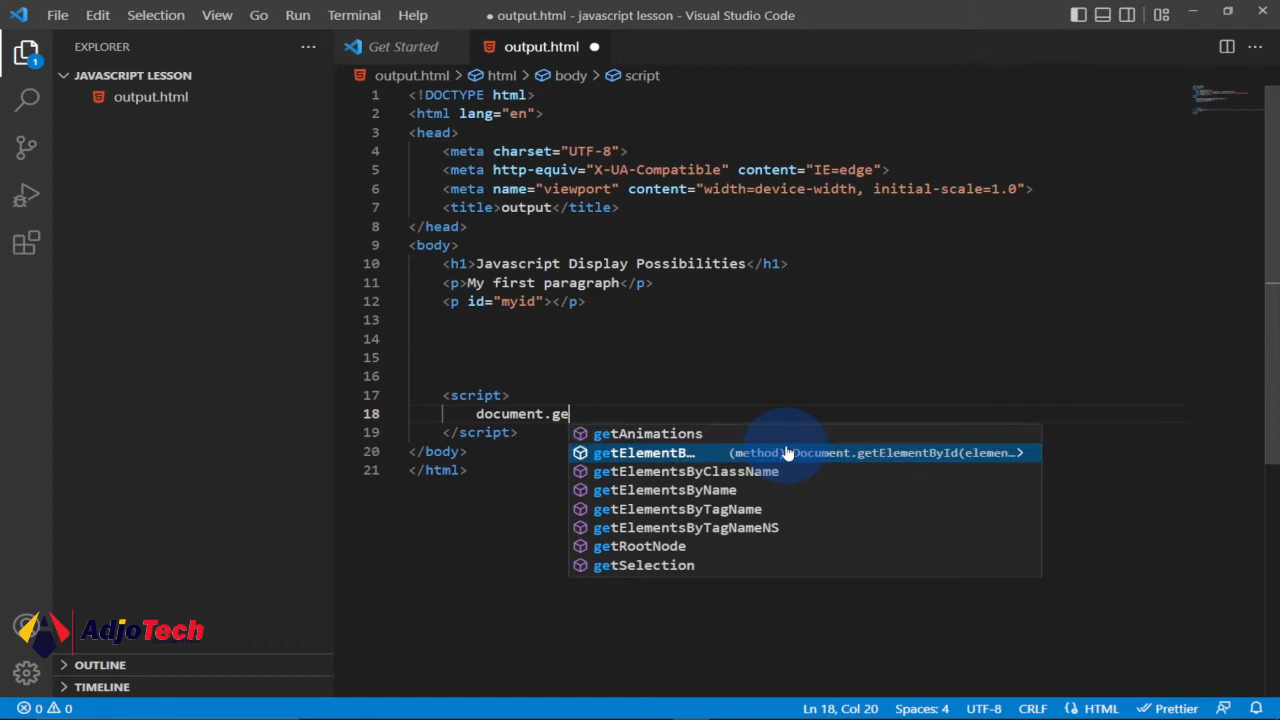 File Edit Selection View Go Run Terminal Help ● output.html - javascript lesson - Visual Studio Code
EXPLORER
JAVASCRIPT LESSON
output.html
1
Get Started
output.html
output.html > html > body > script
1 <!DOCTYPE html>
2 <html lang="en">
3 <head>
4 <meta charset="UTF-8">
5 <meta http-equiv="X-UA-Compatible" content="IE=edge">
6 <meta name="viewport" content="width=device-width, initial-scale=1.0">
7 <title>output</title>
8 </head>
9 <body>
10 <h1>Javascript Display Possibilities</h1>
11 <p>My first paragraph</p>
12 <p id="myid"></p>
13
14
15
16
17 <script>
18 document.ge
19 </script>
20 </body>
21 </html>
getAnimations
getElementB… (method) Document.getElementById(elemen…
getElementsByClassName
getElementsByName
getElementsByTagName
getElementsByTagNameNS
getRootNode
getSelection
AdjoTech
OUTLINE
TIMELINE
0 0 Ln 18, Col 20 Spaces: 4 UTF-8 CRLF HTML Prettier